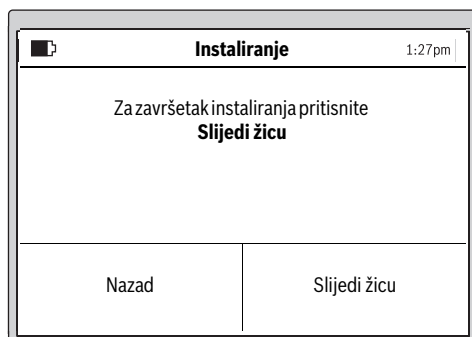 Instaliranje 1:27pm
Za završetak instaliranja pritisnite
Slijedi žicu
Nazad Slijedi žicu